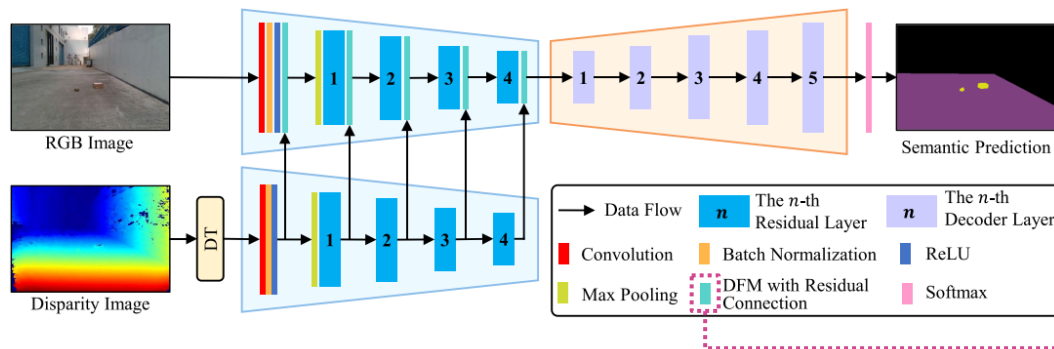 1 2 3 4 1 2 3 4 5
RGB Image
Semantic Prediction
DT
1 2 3 4
Disparity Image
Data Flow
n The n-th
Residual Layer
n The n-th
Decoder Layer
Convolution
Batch Normalization
ReLU
Max Pooling
DFM with Residual
Connection
Softmax